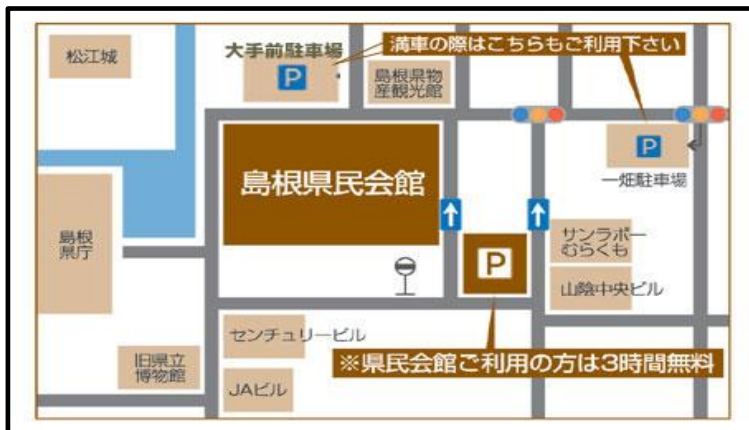 松江城
大手前駐車場
P
満車の際はこちらもご利用下さい
島根県物
産観光館
島根県民会館
P
一畑駐車場
島根
県庁
P
サンラポー
むらくも
山陰中央ビル
センチュリービル
旧県立
博物館
JAビル
※県民会館ご利用の方は3時間無料